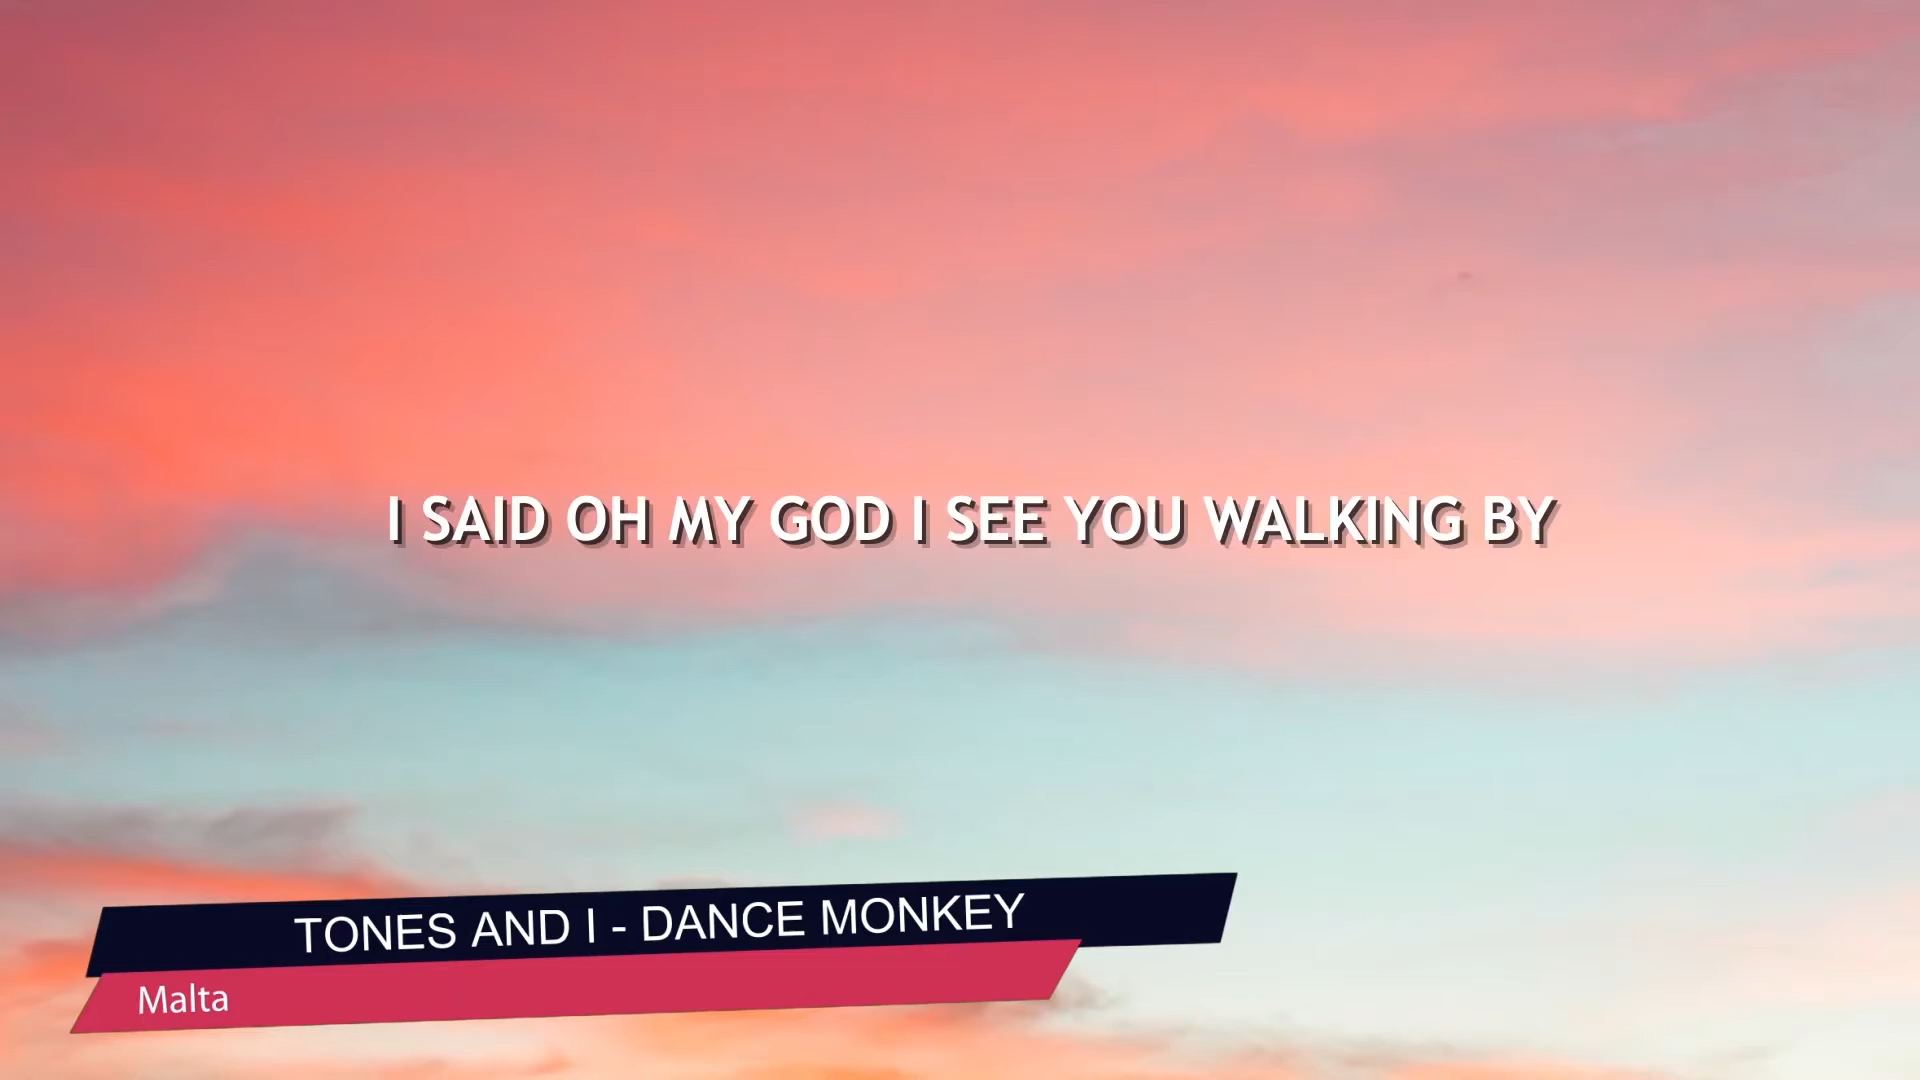 I SAID OH MY GOD I SEE YOU WALKING BY
TONES AND I - DANCE MONKEY
Malta